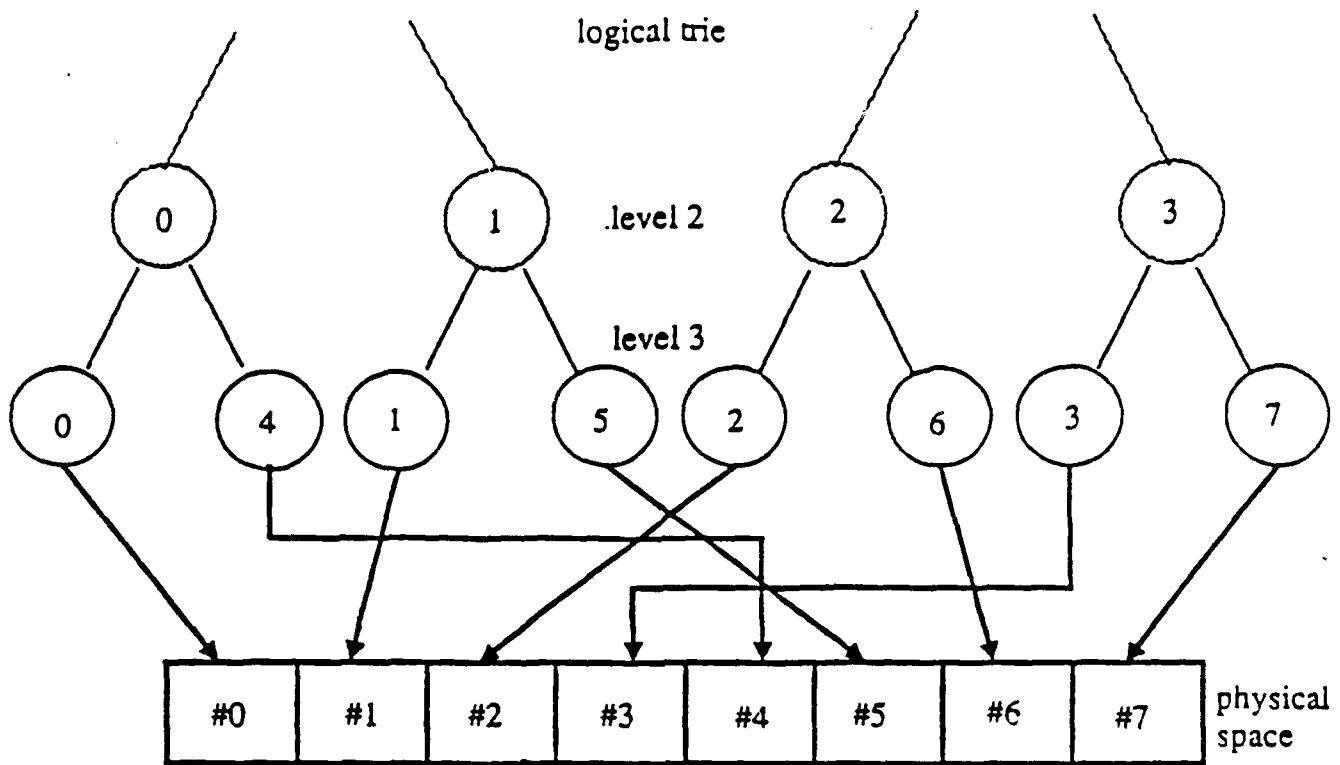 logical trie
0 1 .level 2 2 3
level 3
0 4 1 5 2 6 3 7
#0 #1 #2 #3 #4 #5 #6 #7
physical
space